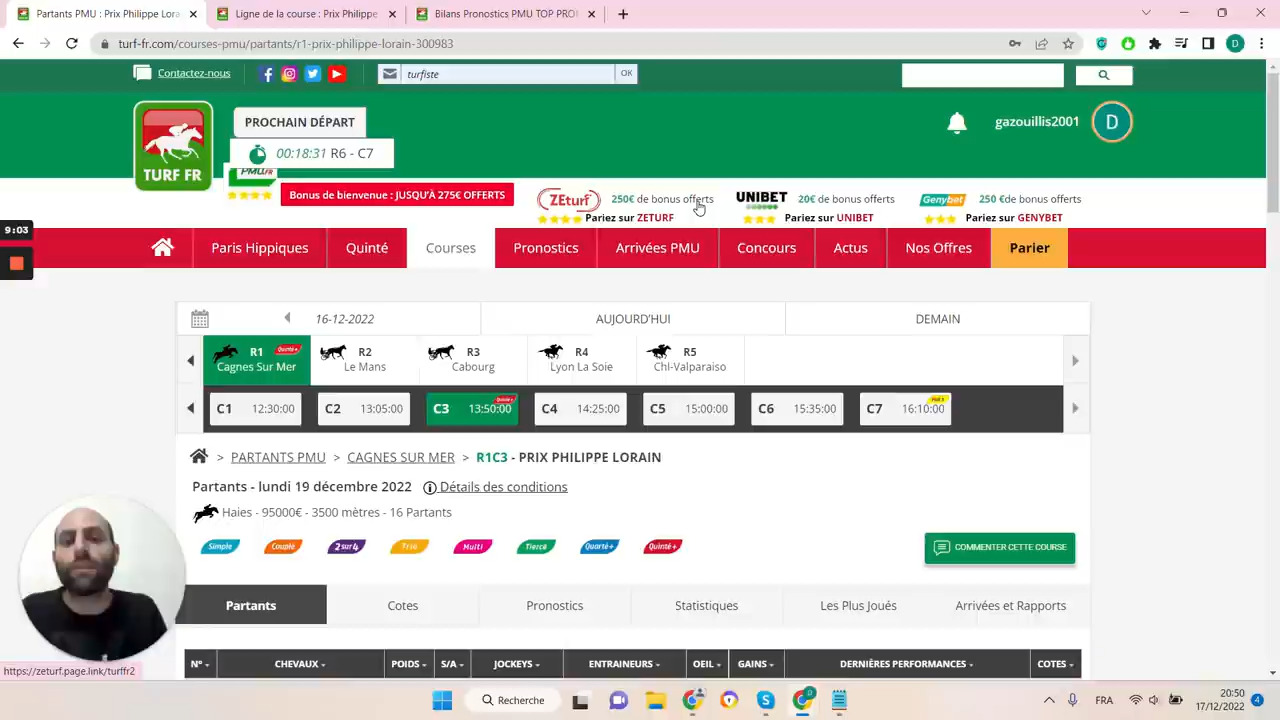 Partants PMU : Prix Philippe Lora
Ligne de la course : Prix Philippe
Bilans Pronostics PMU TOP PRO
turf-fr.com/courses-pmu/partants/r1-prix-philippe-lorain-300983
D
Contactez-nous
turfiste
OK
PROCHAIN DÉPART
00:18:31 R6 - C7
gazouillis2001
D
TURF FR
PMU.fr
Bonus de bienvenue : JUSQU'À 275€ OFFERTS
ZEturf
250€ de bonus offerts
Pariez sur ZETURF
UNIBET
20€ de bonus offerts
Pariez sur UNIBET
Genybet
250 € de bonus offerts
Pariez sur GENYBET
9:03
Paris Hippiques
Quinté
Courses
Pronostics
Arrivées PMU
Concours
Actus
Nos Offres
Parier
16-12-2022
AUJOURD'HUI
DEMAIN
R1
Quinté+
Cagnes Sur Mer
R2
Le Mans
R3
Cabourg
R4
Lyon La Soie
R5
Chl-Valparaiso
C1 12:30:00
C2 13:05:00
C3 13:50:00
Quinté+
C4 14:25:00
C5 15:00:00
C6 15:35:00
C7 16:10:00
> PARTANTS PMU > CAGNES SUR MER > R1C3 - PRIX PHILIPPE LORAIN
Partants - lundi 19 décembre 2022 Détails des conditions
Haies - 95000€ - 3500 mètres - 16 Partants
Simple
Couplé
2sur4
Trio
Multi
Tiercé
Quarté+
Quinté+
COMMENTER CETTE COURSE
Partants
Cotes
Pronostics
Statistiques
Les Plus Joués
Arrivées et Rapports
N°
CHEVAUX
POIDS
S/A
JOCKEYS
ENTRAINEURS
OEIL
GAINS
DERNIÈRES PERFORMANCES
COTES
https://zeturf.page.link/turffr2
Recherche
FRA
20:50
17/12/2022
4